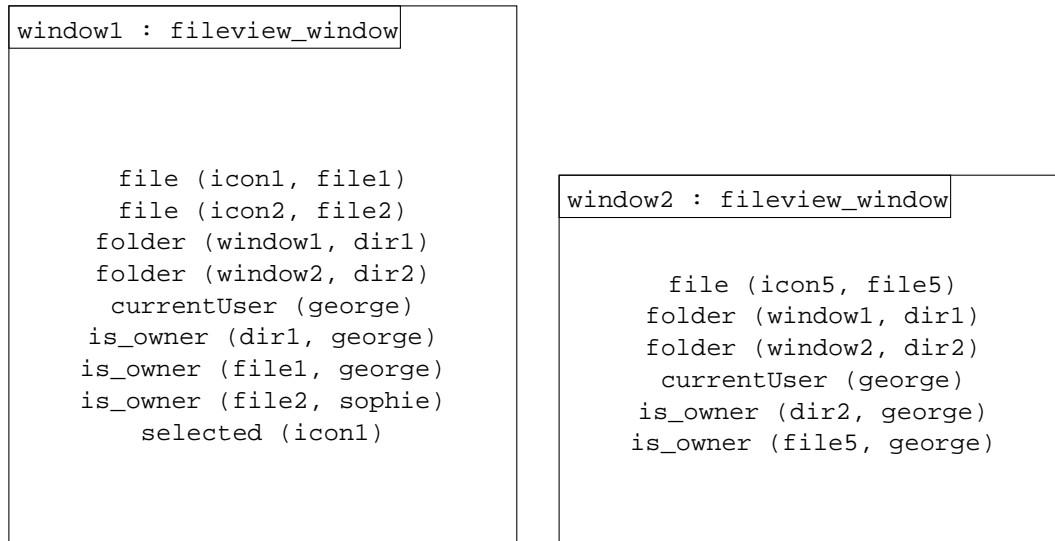 window1 : fileview_window
file (icon1, file1)
file (icon2, file2)
folder (window1, dir1)
folder (window2, dir2)
currentUser (george)
is_owner (dir1, george)
is_owner (file1, george)
is_owner (file2, sophie)
selected (icon1)
window2 : fileview_window
file (icon5, file5)
folder (window1, dir1)
folder (window2, dir2)
currentUser (george)
is_owner (dir2, george)
is_owner (file5, george)